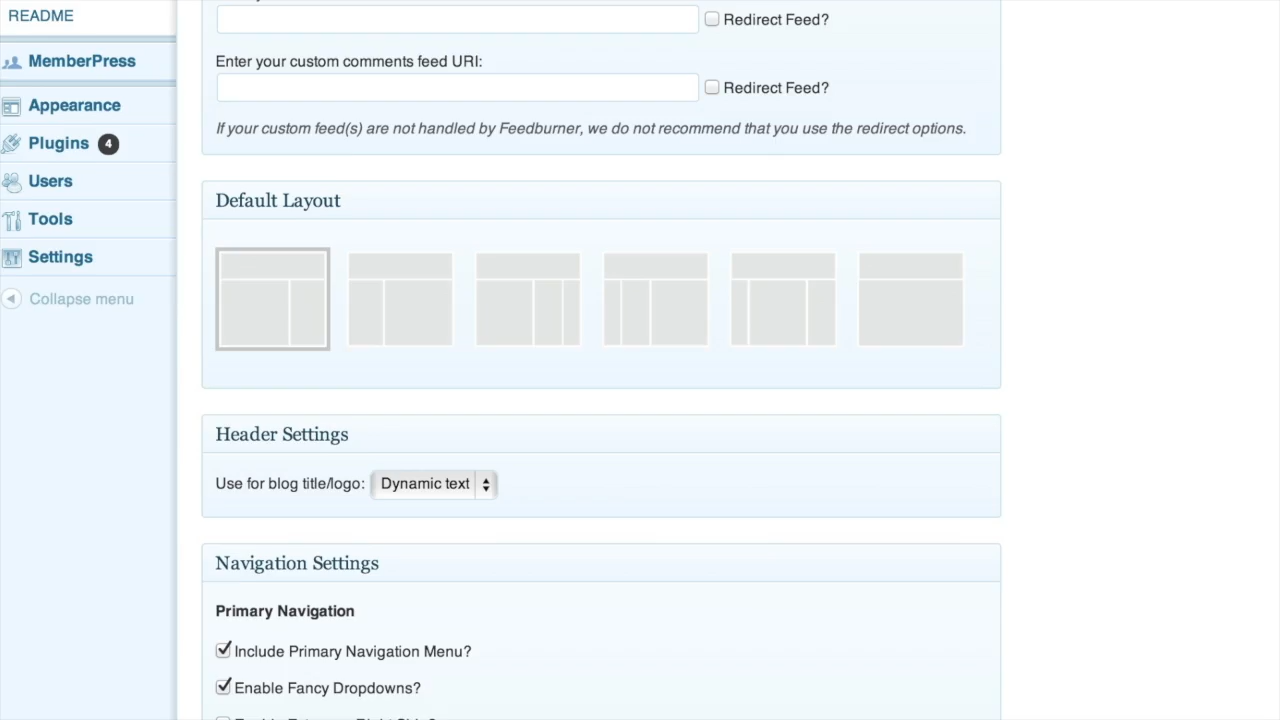 README
MemberPress
Appearance
Plugins 4
Users
Tools
Settings
Collapse menu
Redirect Feed?
Enter your custom comments feed URI:
Redirect Feed?
If your custom feed(s) are not handled by Feedburner, we do not recommend that you use the redirect options.
Default Layout
Header Settings
Use for blog title/logo: Dynamic text
Navigation Settings
Primary Navigation
Include Primary Navigation Menu?
Enable Fancy Dropdowns?